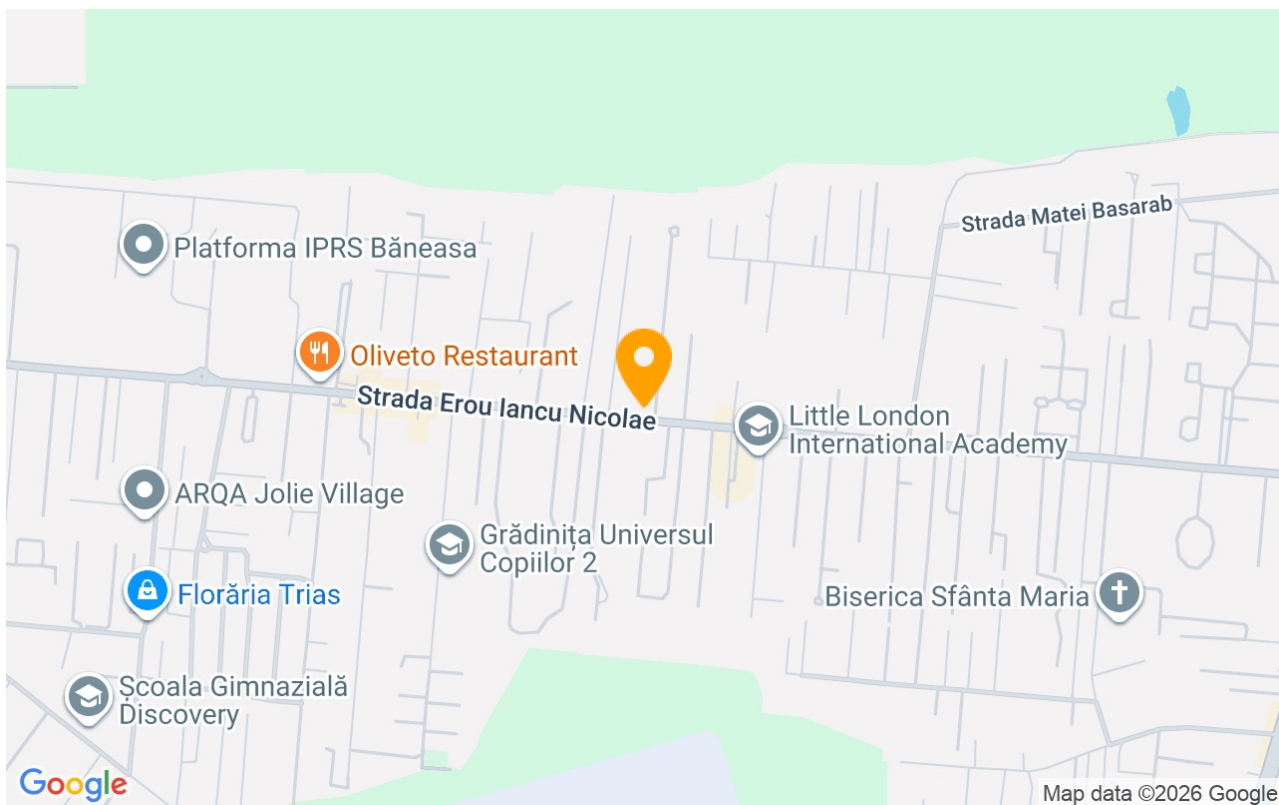 Strada Matei Basarab
Platforma IPRS Băneasa
Oliveto Restaurant
Strada Erou Iancu Nicolae
Little London
International Academy
ARQA Jolie Village
Grădinița Universul
Copiilor 2
Florăria Trias
Biserica Sfânta Maria
Școala Gimnazială
Discovery
Google
Map data ©2026 Google